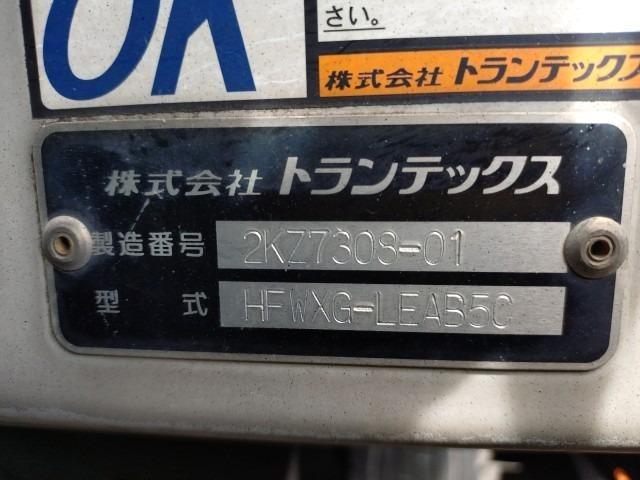 OK
さい。
株式会社 トランテックス
株式会社 トランテックス
製造番号 2KZ7308-01
型式 HFWXG-LEAB5C